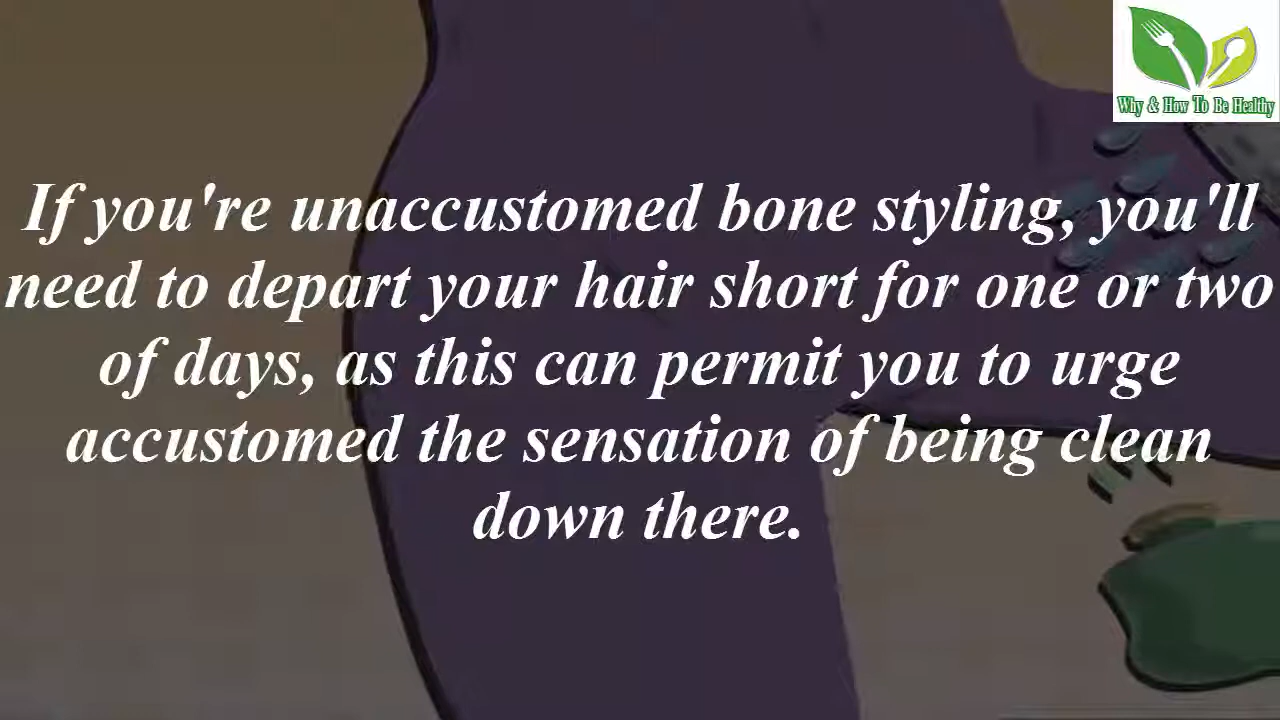 Why & How To Be Healthy
If you're unaccustomed bone styling, you'll
need to depart your hair short for one or two
of days, as this can permit you to urge
accustomed the sensation of being clean
down there.